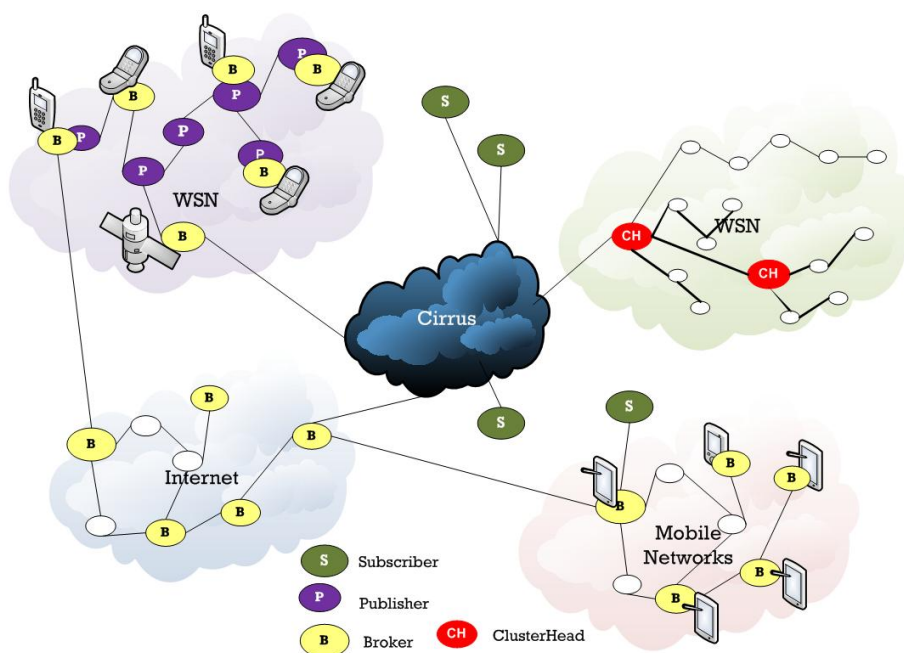 P
B
B
B
P
P
B
P
P
B
P
WSN
B
S
S
CH
WSN
CH
Cirrus
S
B
B
B
Internet
B
B
S
B
B
B
Mobile
Networks
B
B
S Subscriber
P Publisher
B Broker
CH ClusterHead